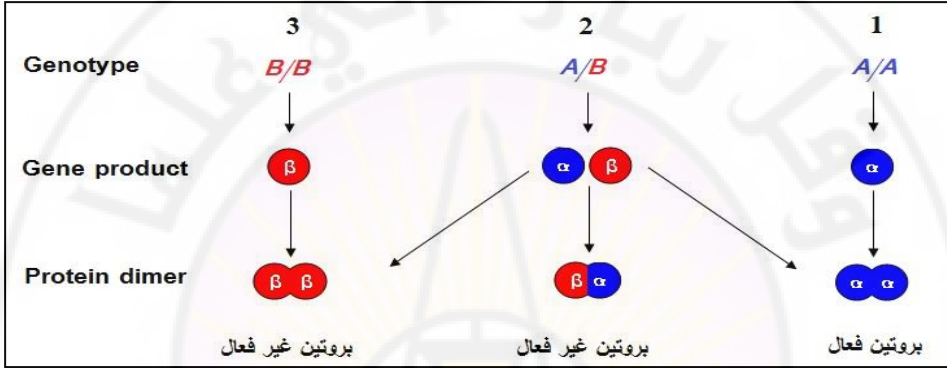 3 2 1
Genotype B/B A/B A/A
Gene product β α β α
Protein dimer β β β α α α
بروتين غير فعال بروتين غير فعال بروتين فعال